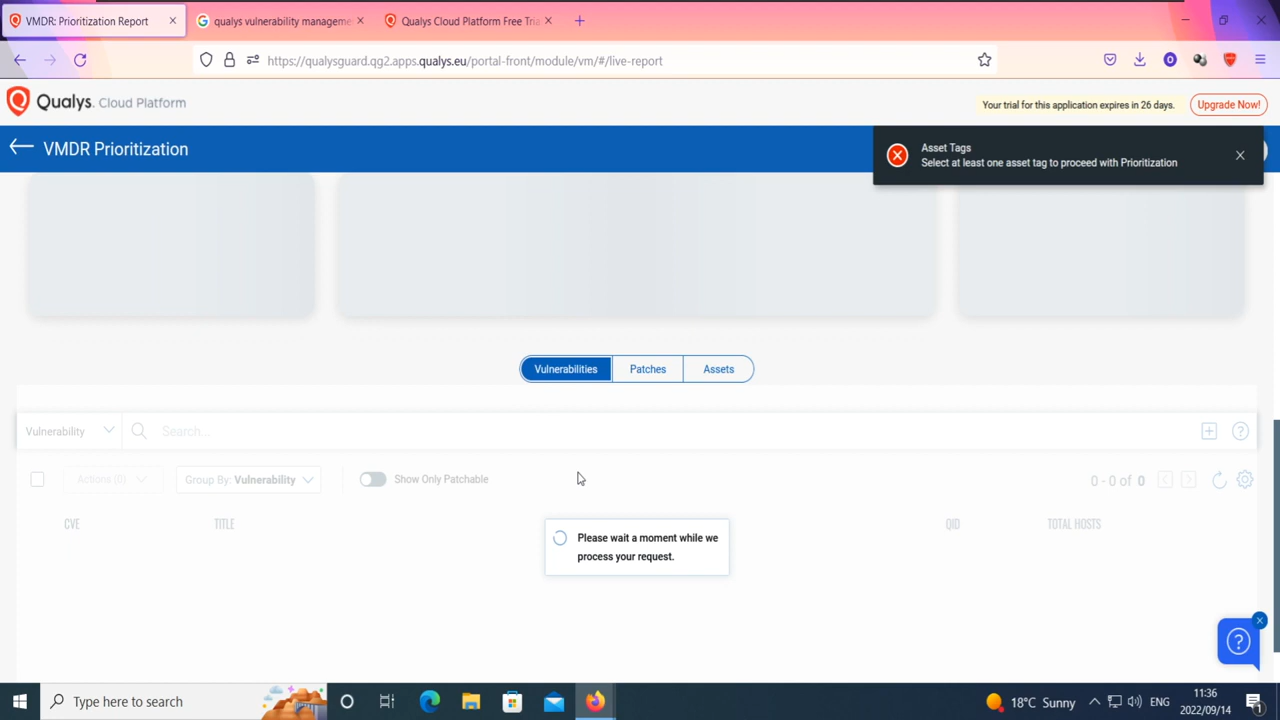 VMDR: Prioritization Report
qualys vulnerability manageme
Qualys Cloud Platform Free Tria
https://qualysguard.qg2.apps.qualys.eu/portal-front/module/vm/#/live-report
Qualys. Cloud Platform
Your trial for this application expires in 26 days.
Upgrade Now!
VMDR Prioritization
Asset Tags
Select at least one asset tag to proceed with Prioritization
Vulnerabilities
Patches
Assets
Vulnerability
Search...
Actions (0)
Group By: Vulnerability
Show Only Patchable
0 - 0 of 0
CVE
TITLE
QID
TOTAL HOSTS
Please wait a moment while we
process your request.
Type here to search
18°C Sunny
ENG
11:36
2022/09/14
1